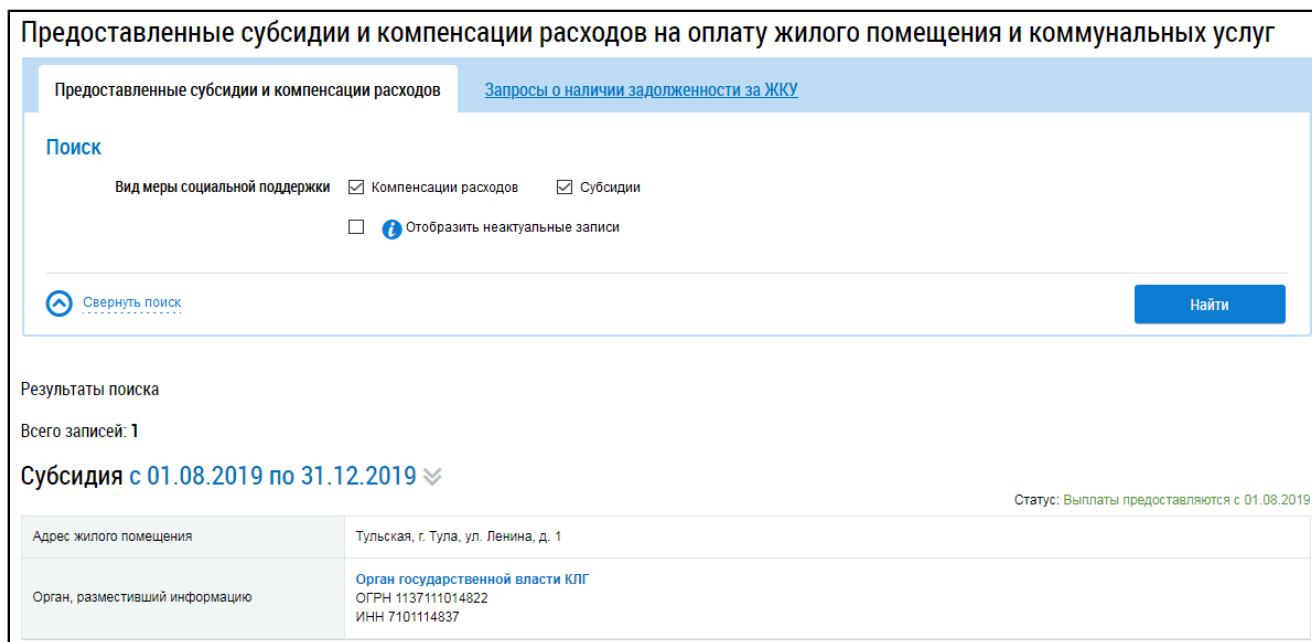 Предоставленные субсидии и компенсации расходов на оплату жилого помещения и коммунальных услуг
Предоставленные субсидии и компенсации расходов
Запросы о наличии задолженности за ЖКУ
Поиск
Вид меры социальной поддержки
Компенсации расходов
Субсидии
Отобразить неактуальные записи
Свернуть поиск
Найти
Результаты поиска
Всего записей: 1
Субсидия с 01.08.2019 по 31.12.2019
Статус: Выплаты предоставляются с 01.08.2019
Адрес жилого помещения
Тульская, г. Тула, ул. Ленина, д. 1
Орган, разместивший информацию
Орган государственной власти КЛГ
ОГРН 1137111014822
ИНН 7101114837